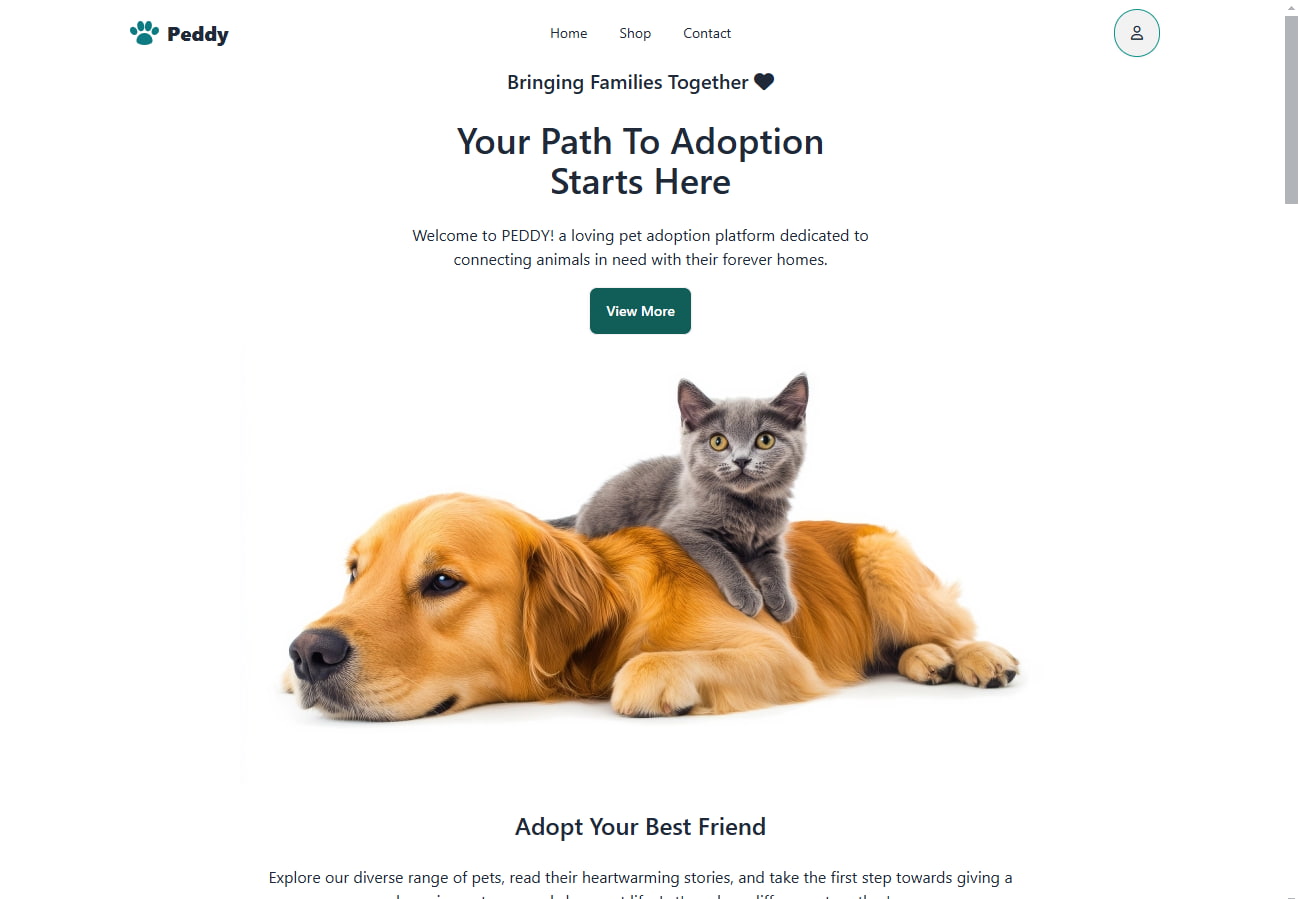 Peddy
Home
Shop
Contact
Bringing Families Together
Your Path To Adoption
Starts Here
Welcome to PEDDY! a loving pet adoption platform dedicated to
connecting animals in need with their forever homes.
View More
Adopt Your Best Friend
Explore our diverse range of pets, read their heartwarming stories, and take the first step towards giving a